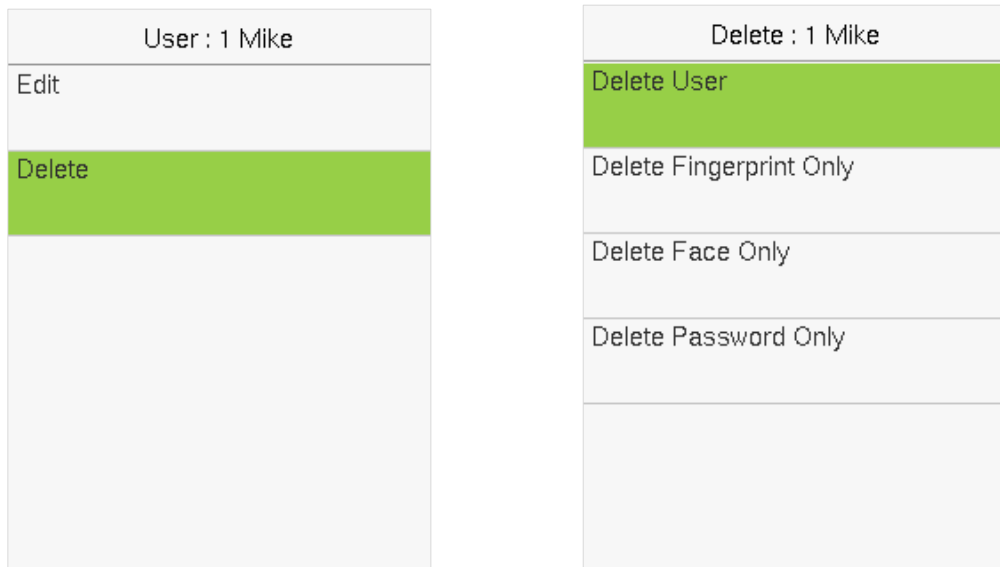 User : 1 Mike
Edit
Delete
Delete : 1 Mike
Delete User
Delete Fingerprint Only
Delete Face Only
Delete Password Only